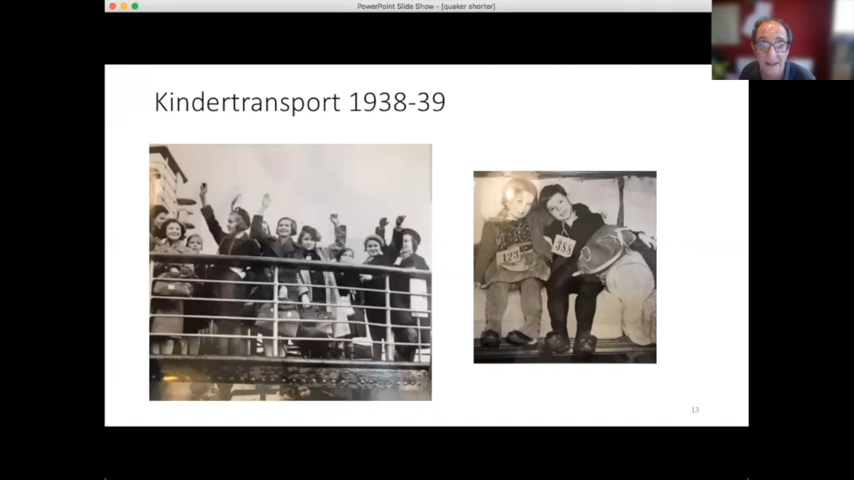 PowerPoint Slide Show - [quaker shorter]
Kindertransport 1938-39
123
13